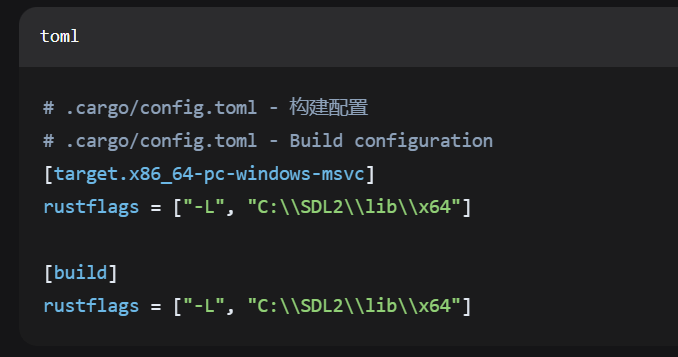 toml
# .cargo/config.toml - 构建配置
# .cargo/config.toml - Build configuration
[target.x86_64-pc-windows-msvc]
rustflags = ["-L", "C:\\SDL2\\lib\\x64"]
[build]
rustflags = ["-L", "C:\\SDL2\\lib\\x64"]